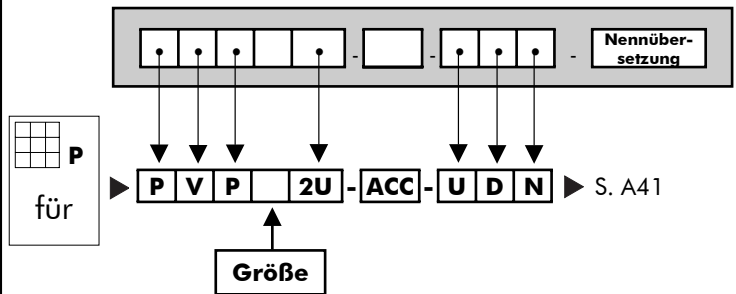 - - - Nennüber-
setzung
P
für
P V P 2U - ACC - U D N S. A41
Größe